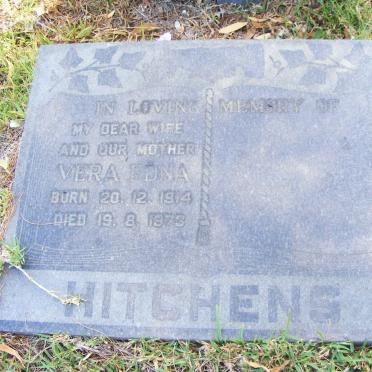 IN LOVING MEMORY OF
MY DEAR WIFE
AND OUR MOTHER
VERA EDNA
BORN 20. 12. 1914
DIED 19. 8. 1973
HITCHENS